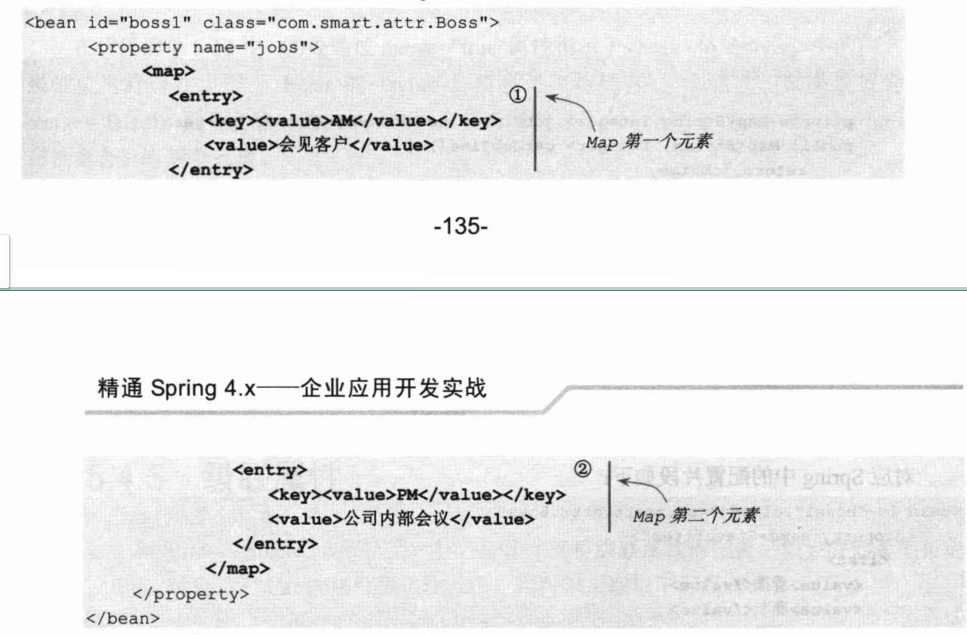 <bean id="boss1" class="com.smart.attr.Boss">
<property name="jobs">
<map>
<entry>
①
<key><value>AM</value></key>
<value>会见客户</value>
Map 第一个元素
</entry>
-135-
精通 Spring 4.x——企业应用开发实战
<entry>
②
<key><value>PM</value></key>
<value>公司内部会议</value>
Map 第二个元素
</entry>
</map>
</property>
</bean>